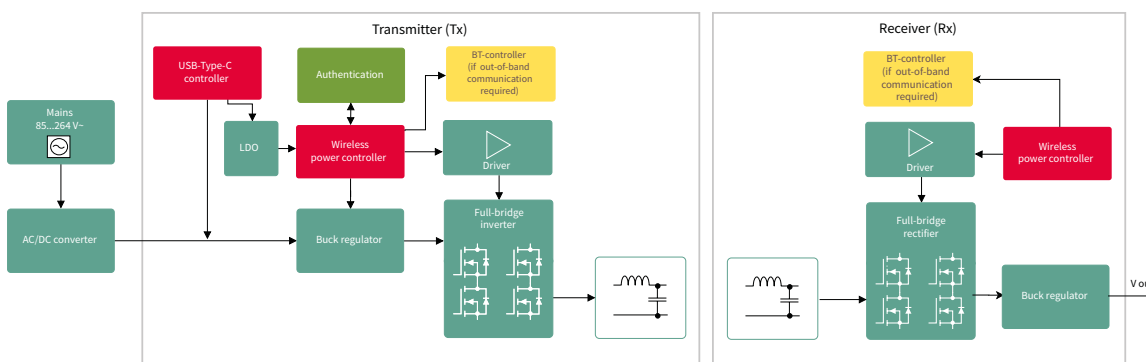 Transmitter (Tx)
Receiver (Rx)
USB-Type-C
controller
Authentication
BT-controller
(if out-of-band
communication
required)
BT-controller
(if out-of-band
communication
required)
Mains
85...264 V~
LDO
Wireless
power controller
Driver
Driver
Wireless
power controller
AC/DC converter
Buck regulator
Full-bridge
inverter
Full-bridge
rectifier
Buck regulator
V ou